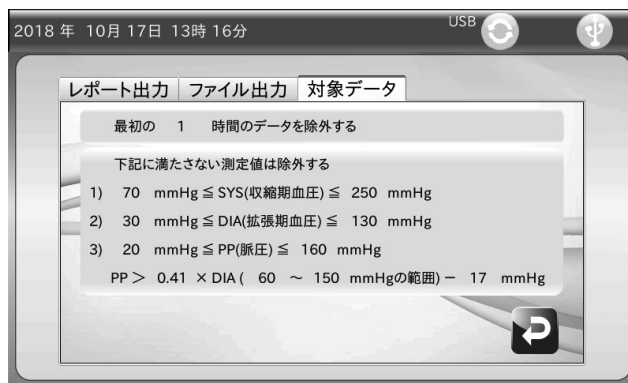 2018 年 10月 17日 13時 16分 USB
レポート出力 ファイル出力 対象データ
最初の 1 時間のデータを除外する
下記に満たさない測定値は除外する
1) 70 mmHg ≦ SYS(収縮期血圧) ≦ 250 mmHg
2) 30 mmHg ≦ DIA(拡張期血圧) ≦ 130 mmHg
3) 20 mmHg ≦ PP(脈圧) ≦ 160 mmHg
PP > 0.41 × DIA ( 60 ~ 150 mmHgの範囲) − 17 mmHg